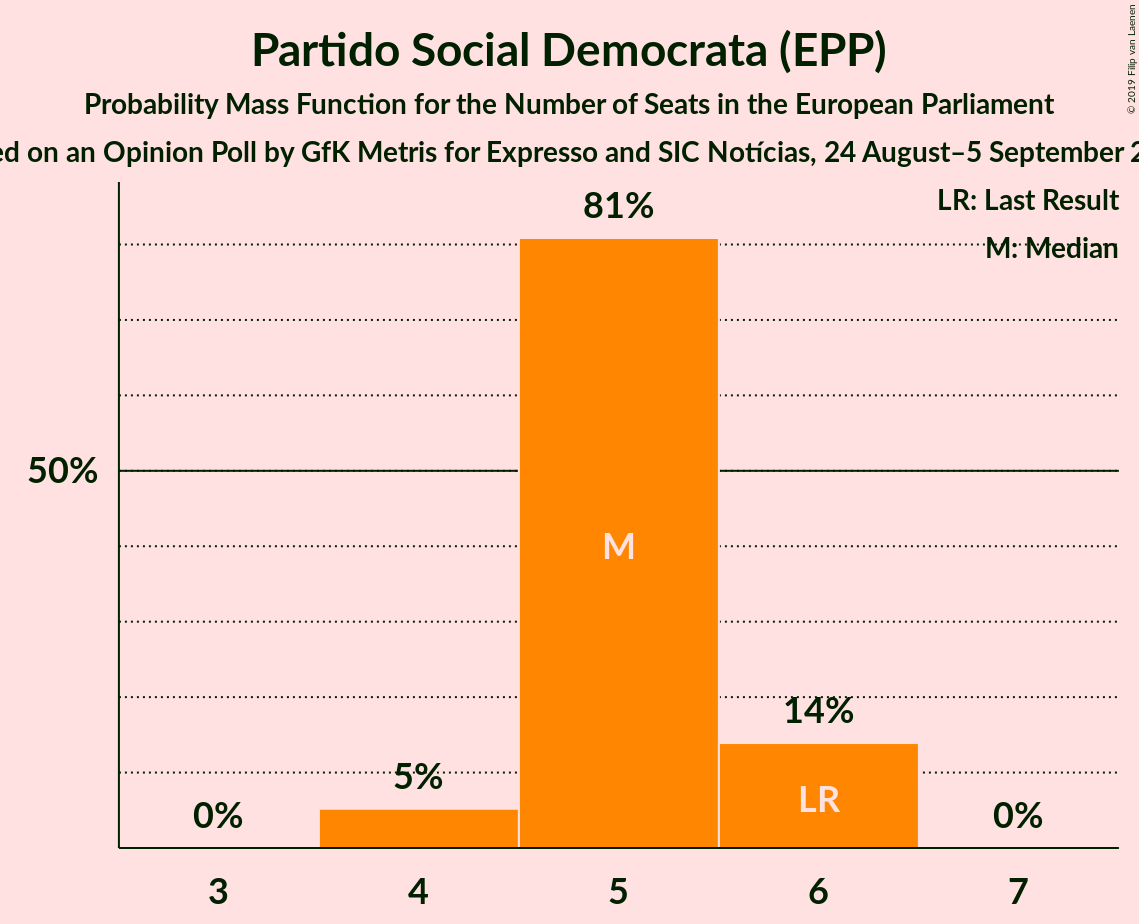 Partido Social Democrata (EPP)
Probability Mass Function for the Number of Seats in the European Parliament
on an Opinion Poll by GfK Metris for Expresso and SIC Notícias, 24 August–5 September
© 2019 Filip van Laenen
LR: Last Result
M: Median
81%
50%
M
14%
5%
LR
0%
0%
3 4 5 6 7